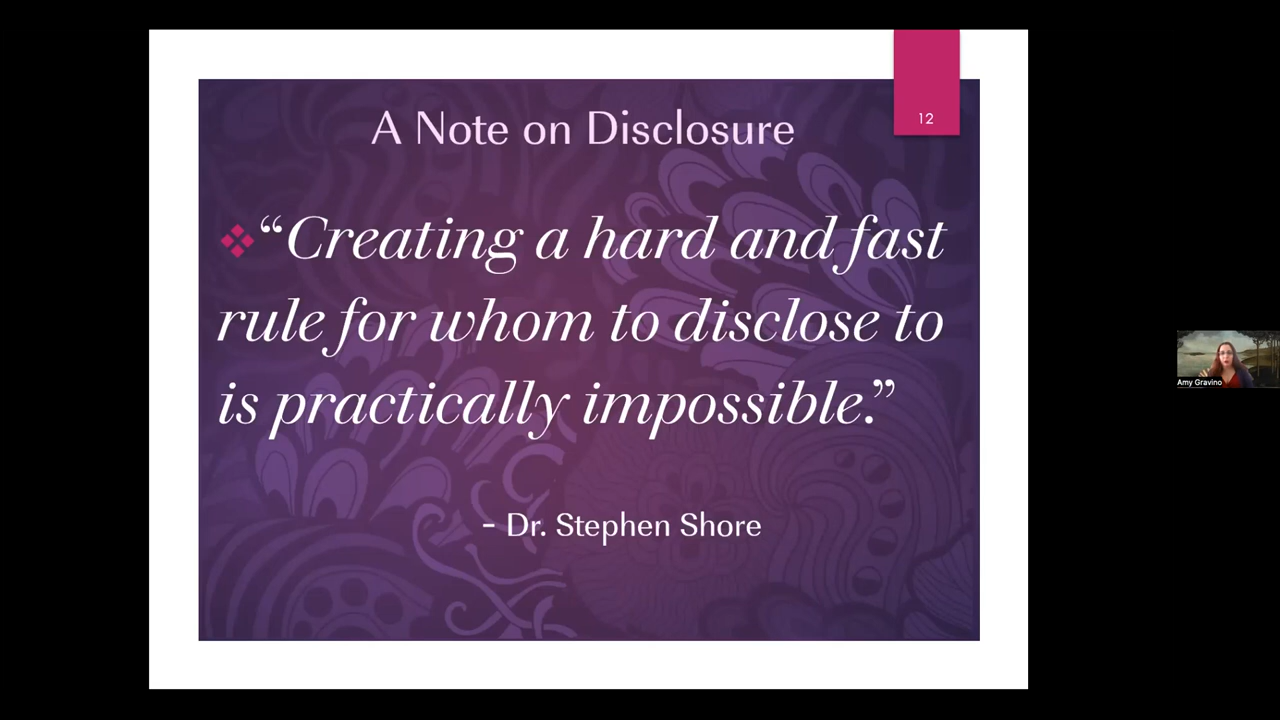 12
A Note on Disclosure
“Creating a hard and fast
rule for whom to disclose to
is practically impossible.”
- Dr. Stephen Shore
Amy Gravino